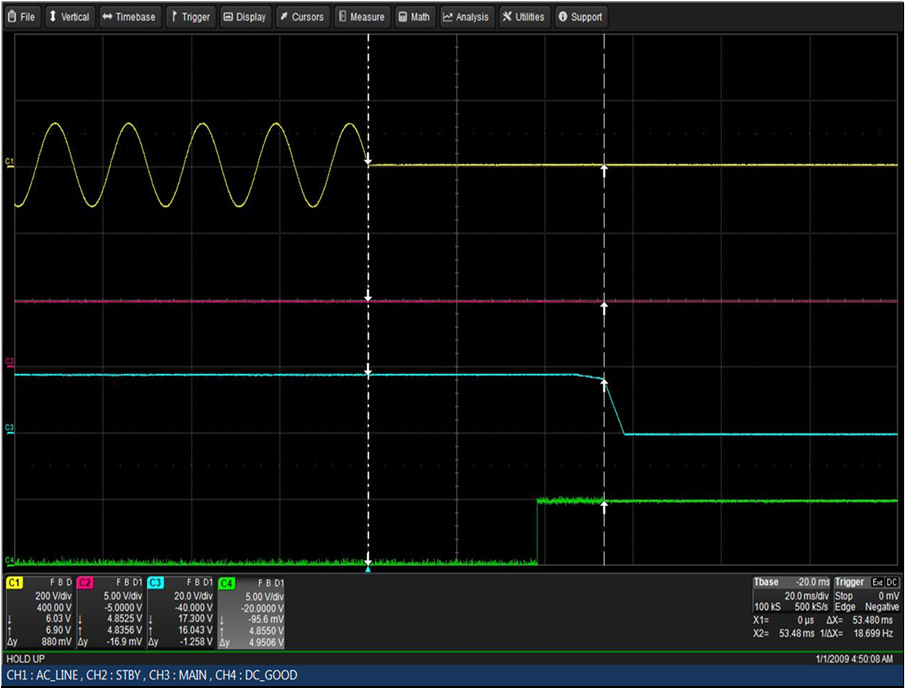 File Vertical Timebase Trigger Display Cursors Measure Math Analysis Utilities Support
C1
C2
C3
C4
C1 F B D C2 F B D1 C3 F B D1 C4 F B D1 Tbase -20.0 ms Trigger Ext DC
200 V/div 5.00 V/div 20.0 V/div 5.00 V/div 20.0 ms/div Stop 0 mV
400.00 V -5.0000 V -40.000 V -20.0000 V 100 kS 500 kS/s Edge Negative
↓ 6.03 V ↓ 4.8525 V ↓ 17.300 V ↓ -95.6 mV X1= 0 µs ΔX= 53.480 ms
↑ 6.90 V ↑ 4.8356 V ↑ 16.043 V ↑ 4.8550 V X2= 53.48 ms 1/ΔX= 18.699 Hz
Δy 880 mV Δy -16.9 mV Δy -1.258 V Δy 4.9506 V
HOLD UP 1/1/2009 4:50:08 AM
CH1 : AC_LINE , CH2 : STBY , CH3 : MAIN , CH4 : DC_GOOD